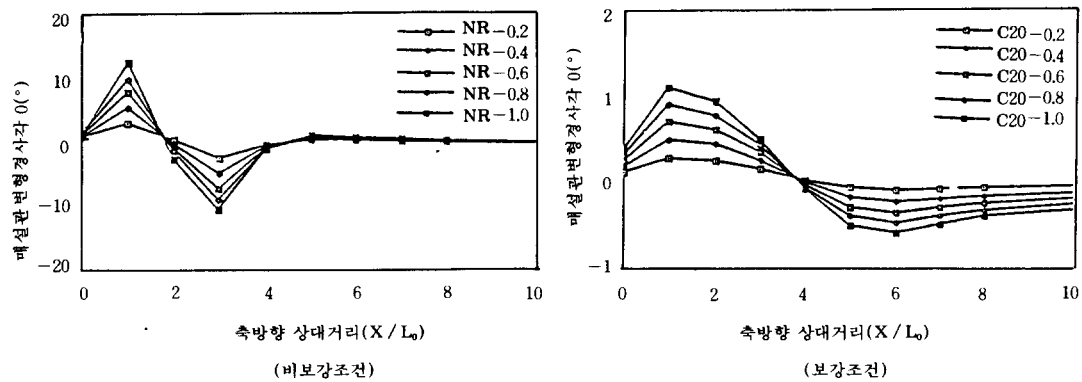 매설관변형경사각 θ(°)
20
10
0
−10
−20
NR−0.2
NR−0.4
NR−0.6
NR−0.8
NR−1.0
0 2 4 6 8 10
축방향 상대거리(X/L₀)
(비보강조건)
매설관변형경사각 θ(°)
2
1
0
−1
C20−0.2
C20−0.4
C20−0.6
C20−0.8
C20−1.0
0 2 4 6 8 10
축방향 상대거리(X/L₀)
(보강조건)